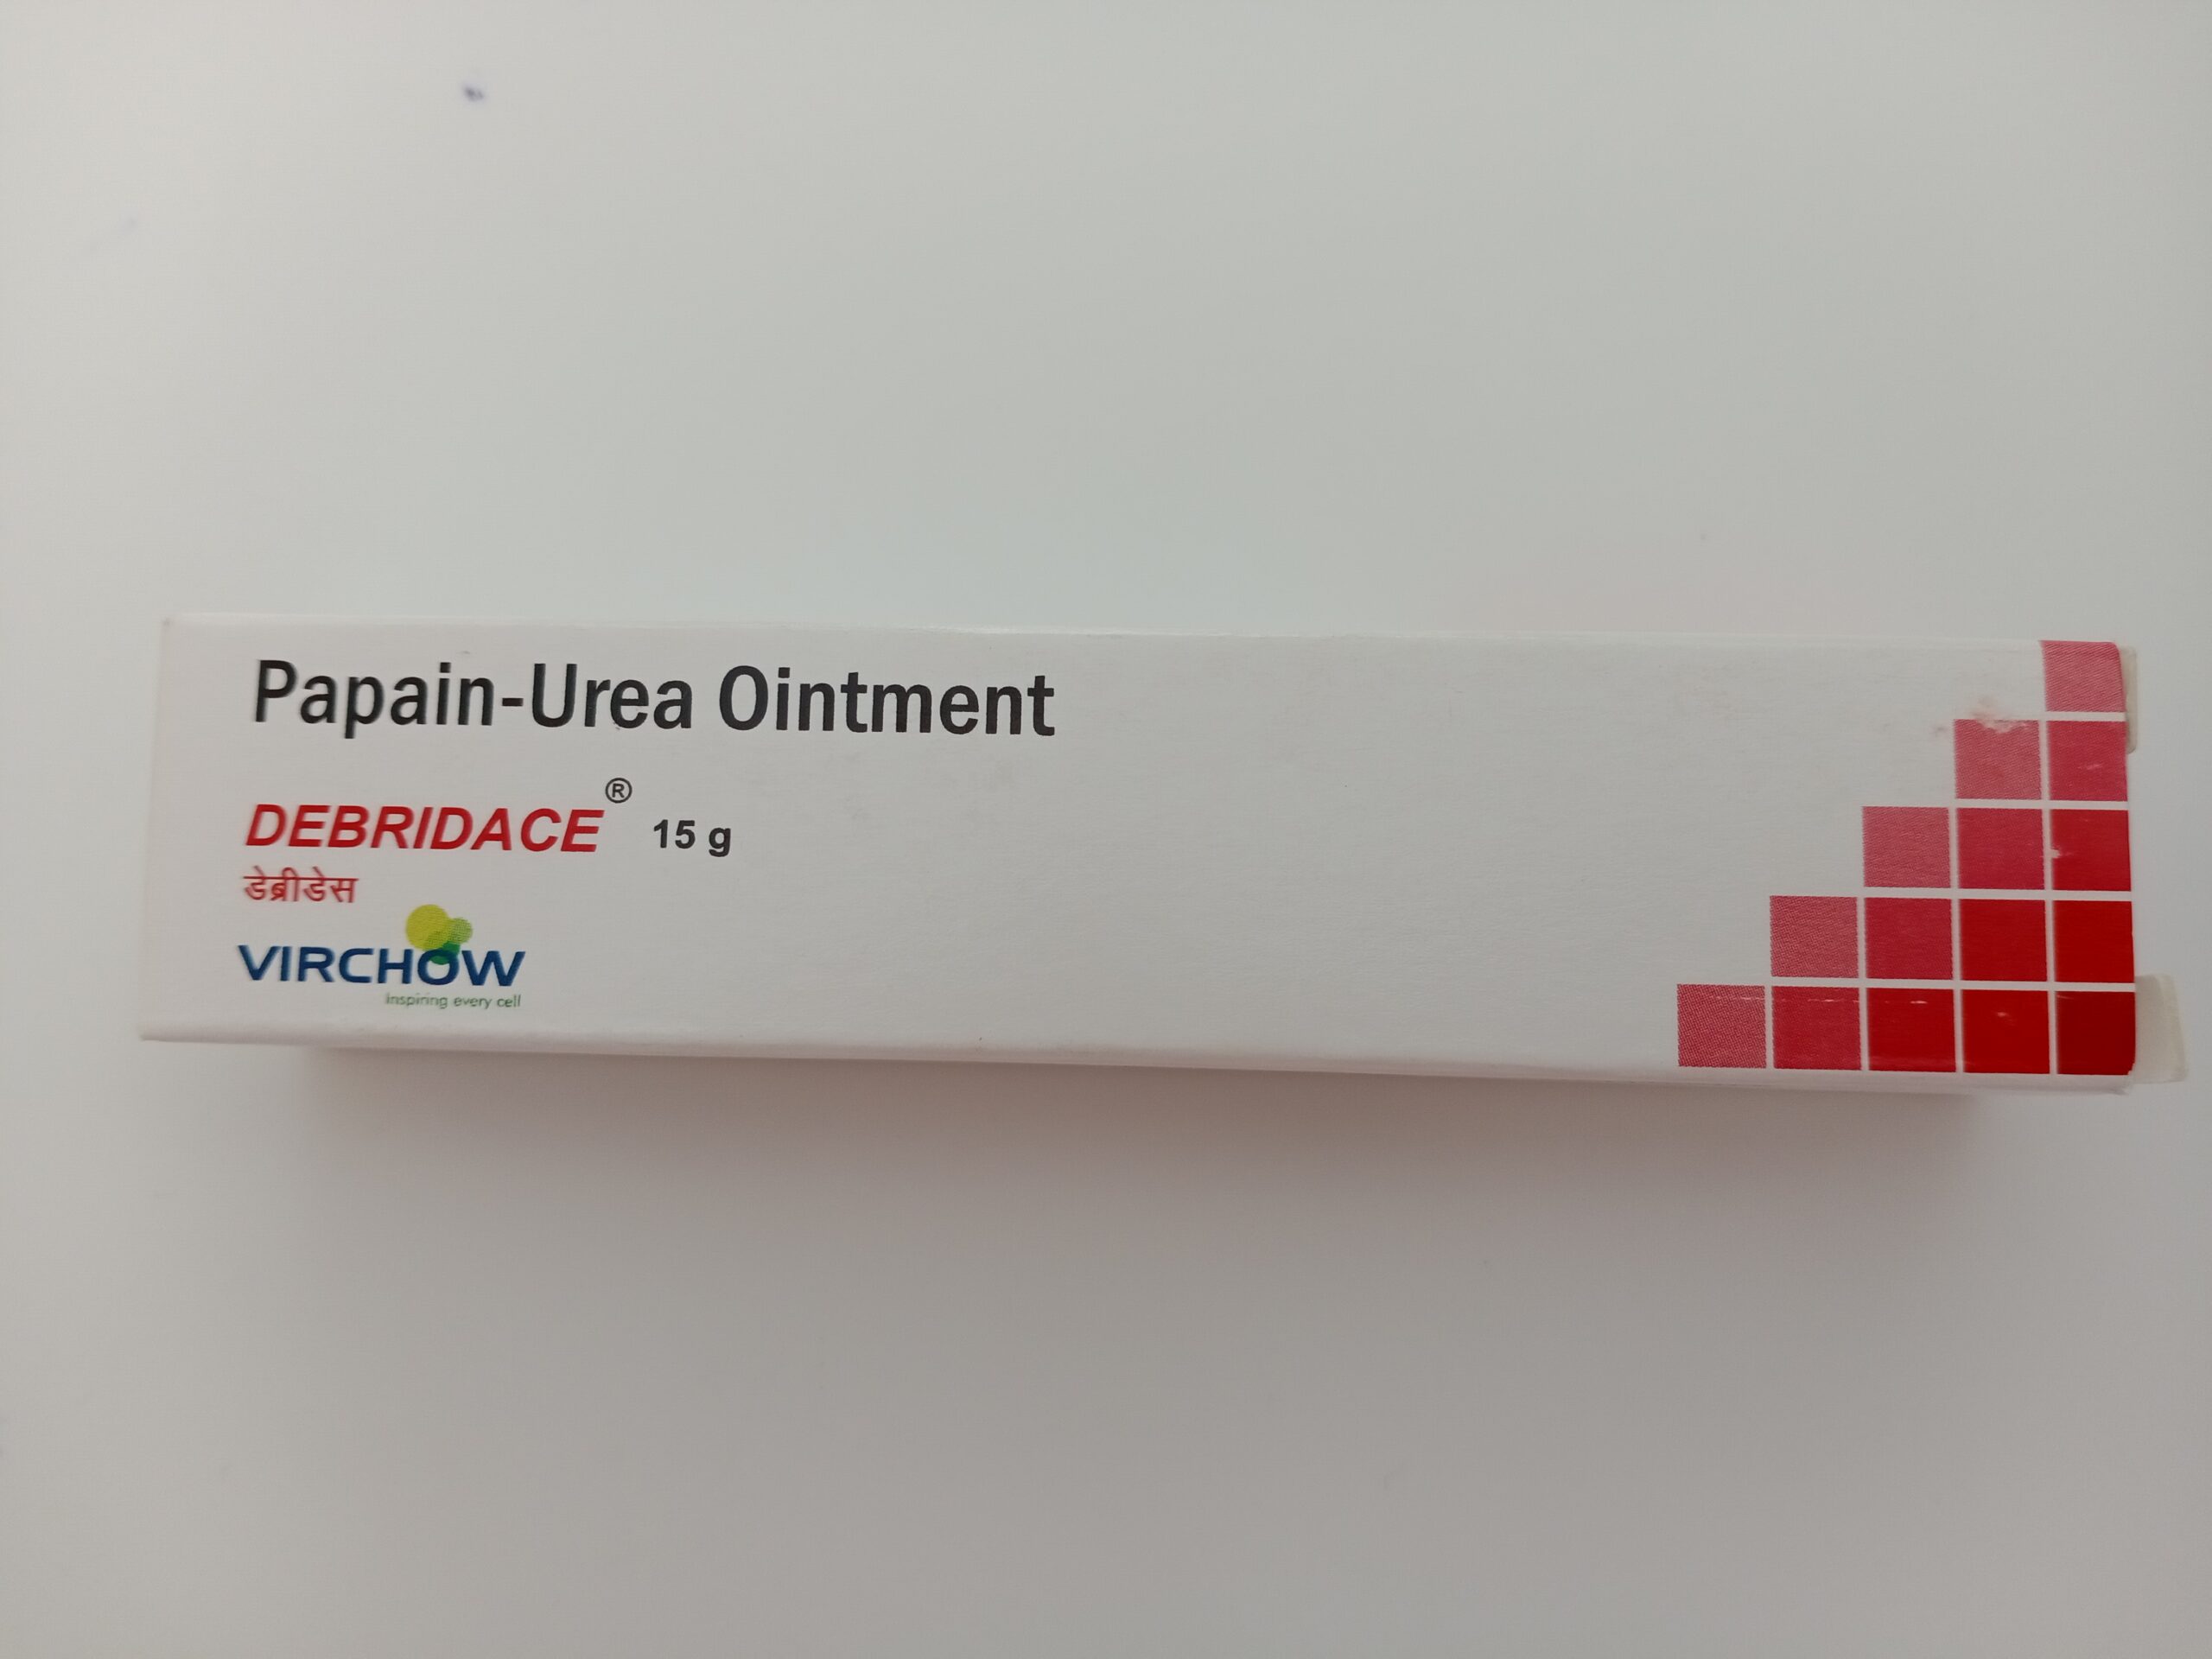 Papain-Urea Ointment
DEBRIDACE® 15 g
डेब्रीडेस
VIRCHOW
inspiring every cell